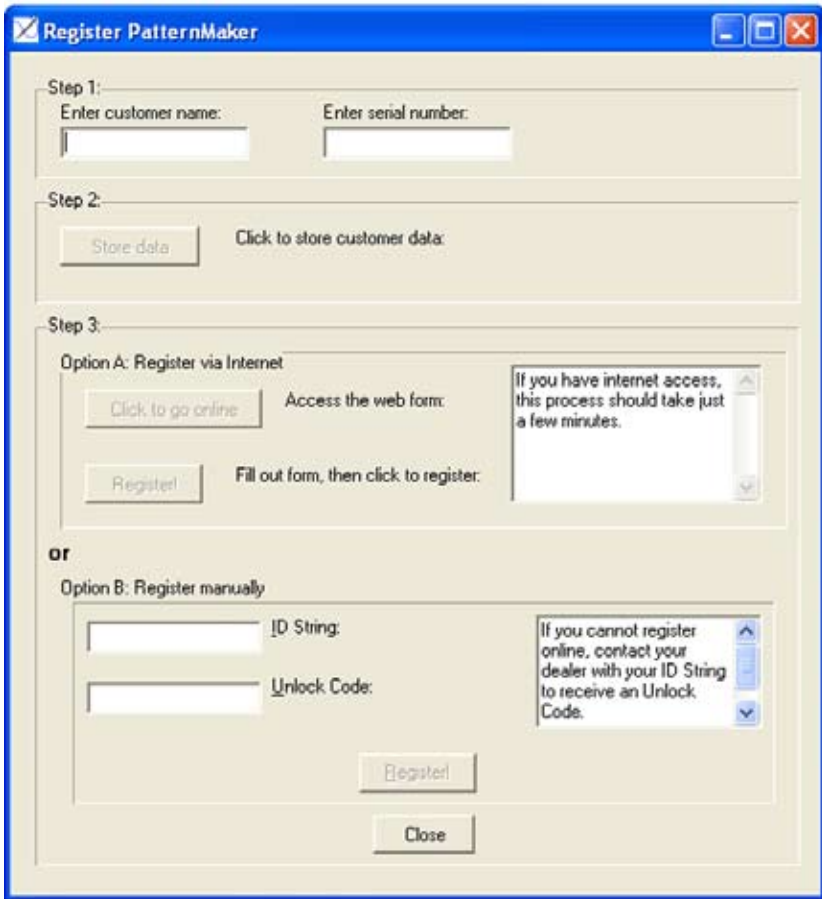 Register PatternMaker
Step 1:
Enter customer name:
Enter serial number:
Step 2:
Store data
Click to store customer data:
Step 3:
Option A: Register via Internet
Click to go online
Access the web form:
If you have internet access,
this process should take just
a few minutes.
Register!
Fill out form, then click to register:
or
Option B: Register manually
ID String:
Unlock Code:
If you cannot register
online, contact your
dealer with your ID String
to receive an Unlock
Code.
Register!
Close